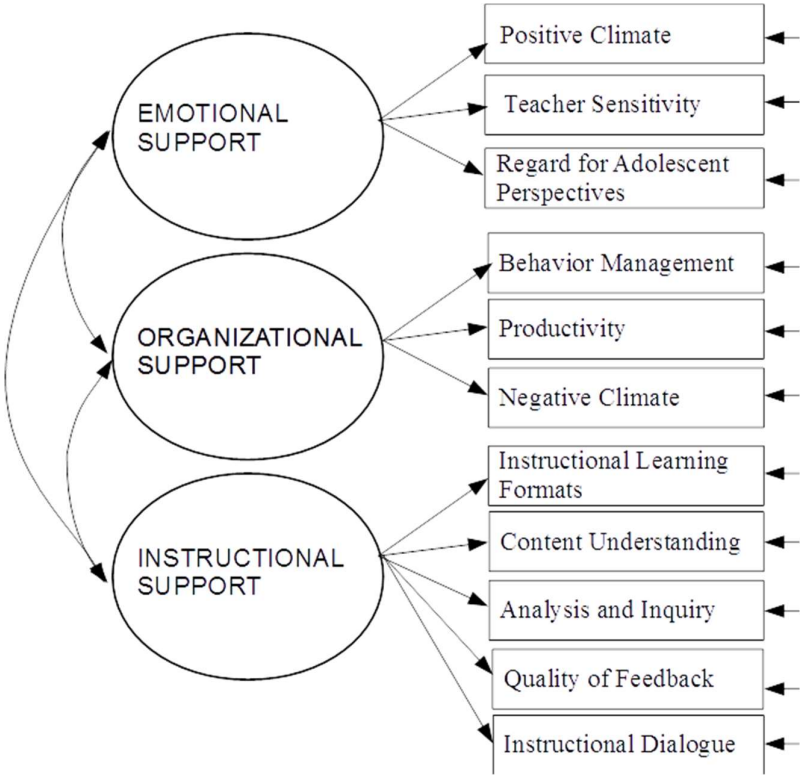 EMOTIONAL
SUPPORT
Positive Climate
Teacher Sensitivity
Regard for Adolescent
Perspectives
ORGANIZATIONAL
SUPPORT
Behavior Management
Productivity
Negative Climate
INSTRUCTIONAL
SUPPORT
Instructional Learning
Formats
Content Understanding
Analysis and Inquiry
Quality of Feedback
Instructional Dialogue